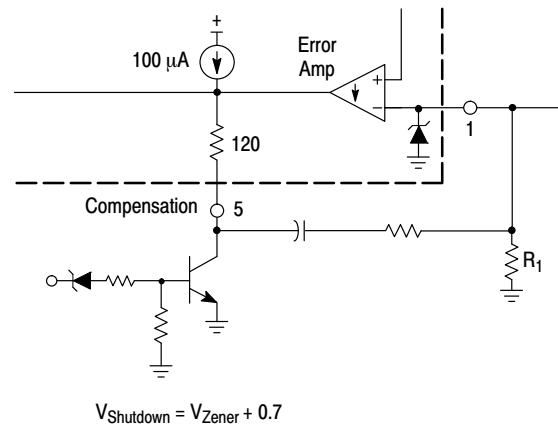 +
100 μA
Error
Amp
+
−
1
120
Compensation
5
R1
VShutdown = VZener + 0.7